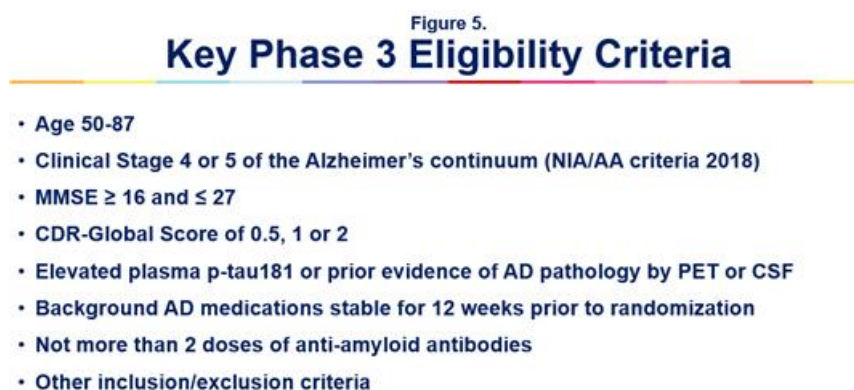 Figure 5.
Key Phase 3 Eligibility Criteria
• Age 50-87
• Clinical Stage 4 or 5 of the Alzheimer's continuum (NIA/AA criteria 2018)
• MMSE ≥ 16 and ≤ 27
• CDR-Global Score of 0.5, 1 or 2
• Elevated plasma p-tau181 or prior evidence of AD pathology by PET or CSF
• Background AD medications stable for 12 weeks prior to randomization
• Not more than 2 doses of anti-amyloid antibodies
• Other inclusion/exclusion criteria